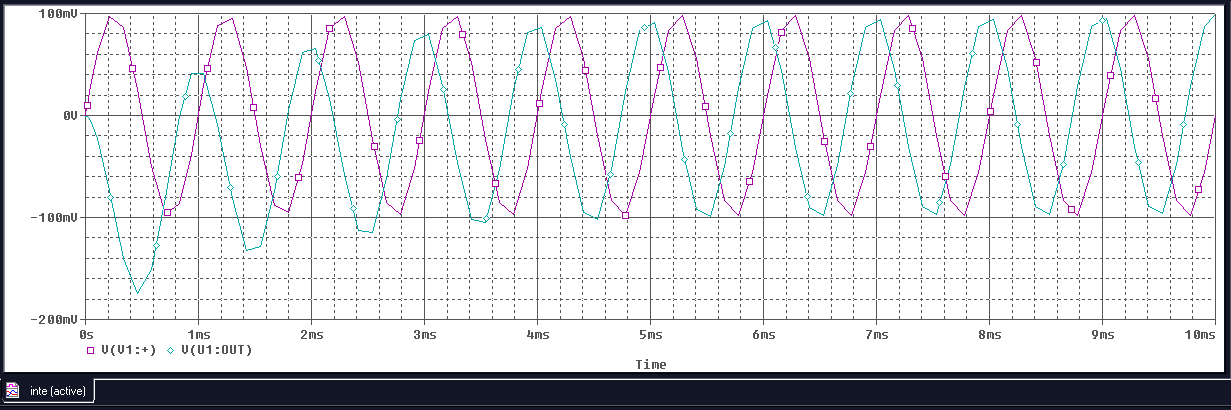 100mV
0V
-100mV
-200mV
0s 1ms 2ms 3ms 4ms 5ms 6ms 7ms 8ms 9ms 10ms
V(V1:+) V(U1:OUT)
Time
inte (active)